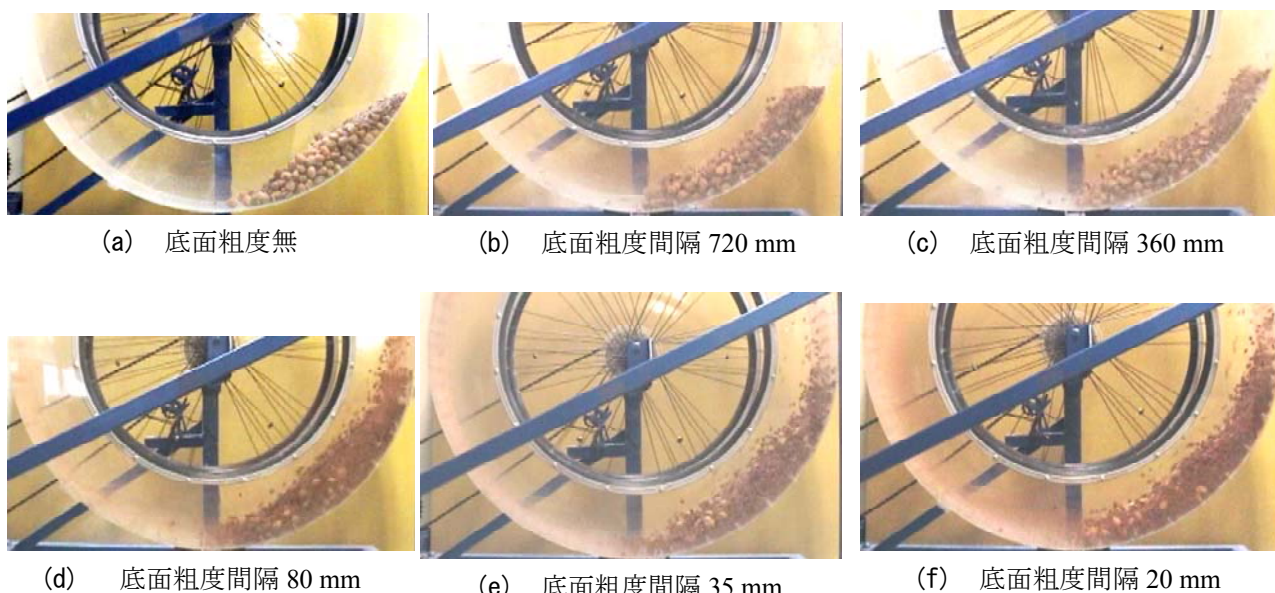 (a) 底面粗度無
(b) 底面粗度間隔 720 mm
(c) 底面粗度間隔 360 mm
(d) 底面粗度間隔 80 mm
(e) 底面粗度間隔 35 mm
(f) 底面粗度間隔 20 mm